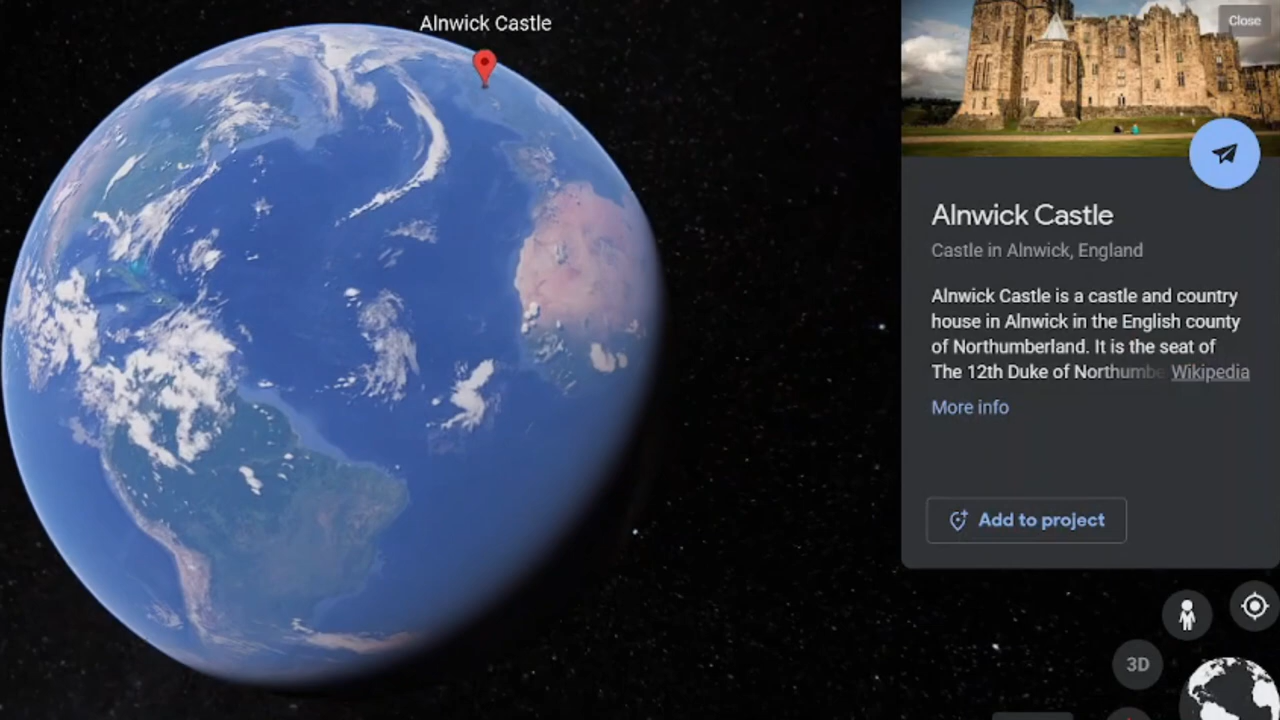 Alnwick Castle
Close
Alnwick Castle
Castle in Alnwick, England
Alnwick Castle is a castle and country
house in Alnwick in the English county
of Northumberland. It is the seat of
The 12th Duke of Northumbe Wikipedia
More info
Add to project
3D